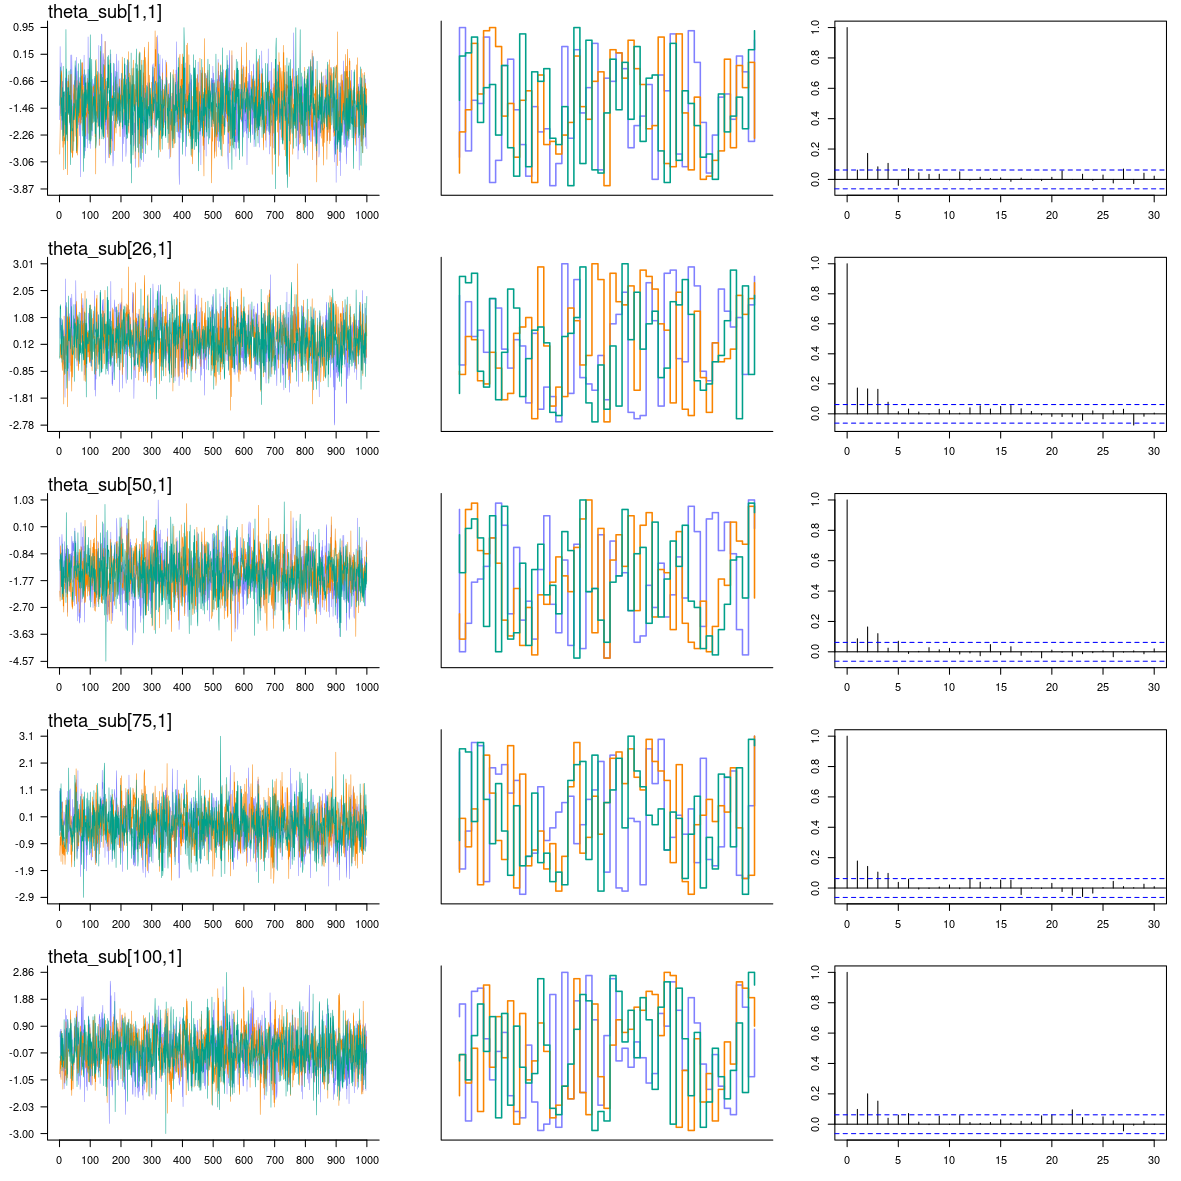 theta_sub[1,1]
0.95
0.15
-0.66
-1.46
-2.26
-3.06
-3.87
0 100 200 300 400 500 600 700 800 900 1000
0.0 0.2 0.4 0.6 0.8 1.0
0 5 10 15 20 25 30
theta_sub[26,1]
3.01
2.05
1.08
0.12
-0.85
-1.81
-2.78
0 100 200 300 400 500 600 700 800 900 1000
0.0 0.2 0.4 0.6 0.8 1.0
0 5 10 15 20 25 30
theta_sub[50,1]
1.03
0.10
-0.84
-1.77
-2.70
-3.63
-4.57
0 100 200 300 400 500 600 700 800 900 1000
0.0 0.2 0.4 0.6 0.8 1.0
0 5 10 15 20 25 30
theta_sub[75,1]
3.1
2.1
1.1
0.1
-0.9
-1.9
-2.9
0 100 200 300 400 500 600 700 800 900 1000
0.0 0.2 0.4 0.6 0.8 1.0
0 5 10 15 20 25 30
theta_sub[100,1]
2.86
1.88
0.90
-0.07
-1.05
-2.03
-3.00
0 100 200 300 400 500 600 700 800 900 1000
0.0 0.2 0.4 0.6 0.8 1.0
0 5 10 15 20 25 30